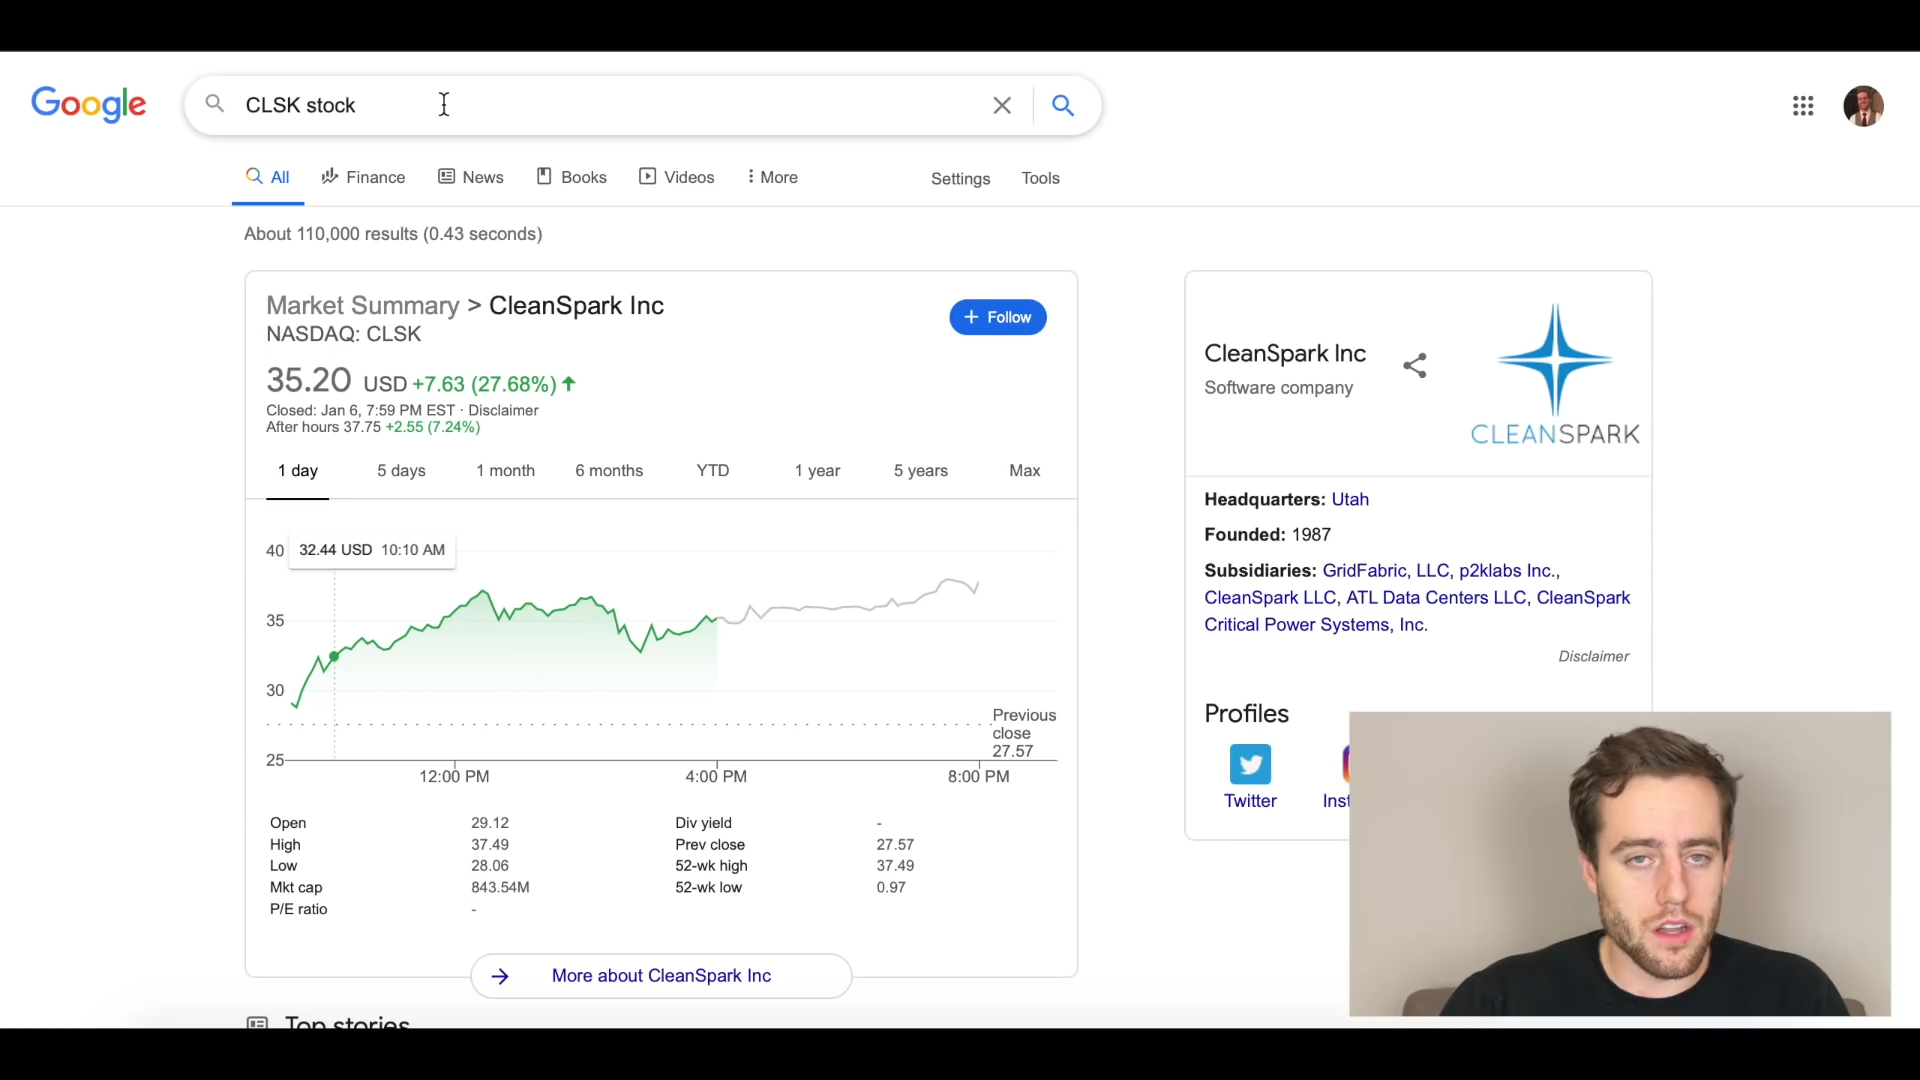 Google
CLSK stock
All Finance News Books Videos More Settings Tools
About 110,000 results (0.43 seconds)
Market Summary > CleanSpark Inc
NASDAQ: CLSK
+ Follow
35.20 USD +7.63 (27.68%)
Closed: Jan 6, 7:59 PM EST · Disclaimer
After hours 37.75 +2.55 (7.24%)
1 day 5 days 1 month 6 months YTD 1 year 5 years Max
32.44 USD 10:10 AM
40
35
30
25
Previous
close
27.57
12:00 PM 4:00 PM 8:00 PM
Open 29.12 Div yield -
High 37.49 Prev close 27.57
Low 28.06 52-wk high 37.49
Mkt cap 843.54M 52-wk low 0.97
P/E ratio -
More about CleanSpark Inc
Top stories
CleanSpark Inc
Software company
CLEANSPARK
Headquarters: Utah
Founded: 1987
Subsidiaries: GridFabric, LLC, p2klabs Inc.,
CleanSpark LLC, ATL Data Centers LLC, CleanSpark
Critical Power Systems, Inc.
Disclaimer
Profiles
Twitter Inst